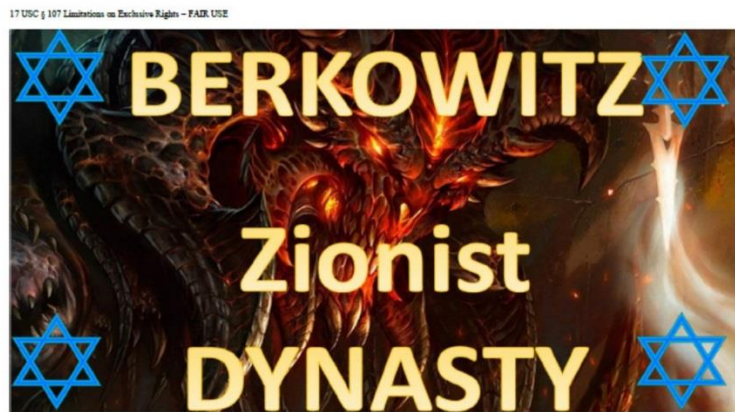 17 USC § 107 Limitations on Exclusive Rights – FAIR USE
BERKOWITZ
Zionist
DYNASTY